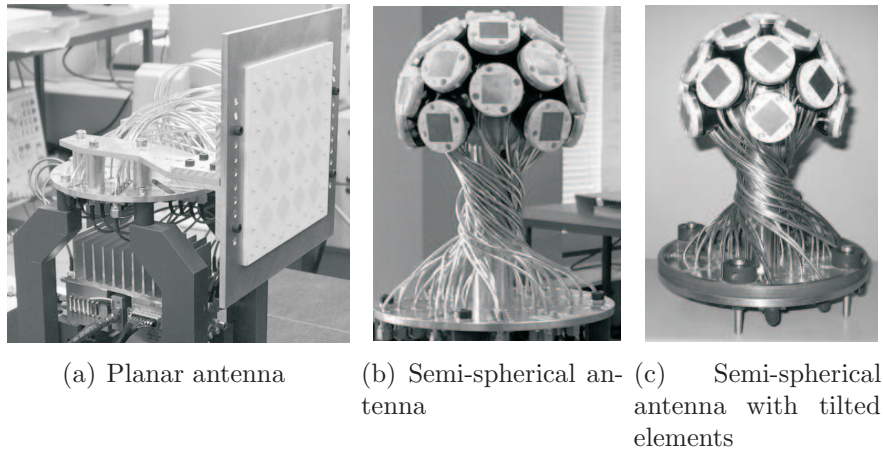 (a) Planar antenna
(b) Semi-spherical an-
tenna
(c) Semi-spherical
antenna with tilted
elements